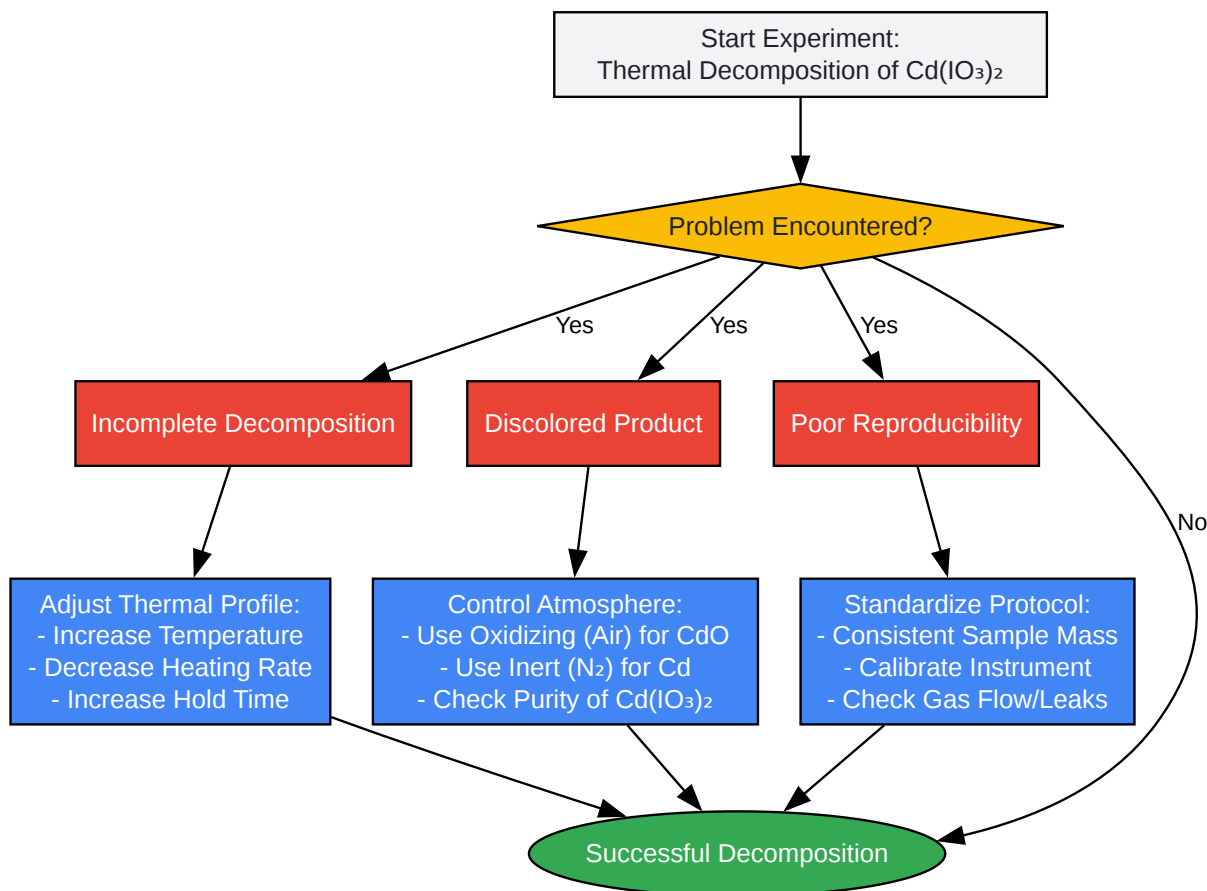 Start Experiment:
Thermal Decomposition of Cd(IO₃)₂
Problem Encountered?
Yes
Yes
Yes
No
Incomplete Decomposition
Discolored Product
Poor Reproducibility
Adjust Thermal Profile:
- Increase Temperature
- Decrease Heating Rate
- Increase Hold Time
Control Atmosphere:
- Use Oxidizing (Air) for CdO
- Use Inert (N₂) for Cd
- Check Purity of Cd(IO₃)₂
Standardize Protocol:
- Consistent Sample Mass
- Calibrate Instrument
- Check Gas Flow/Leaks
Successful Decomposition